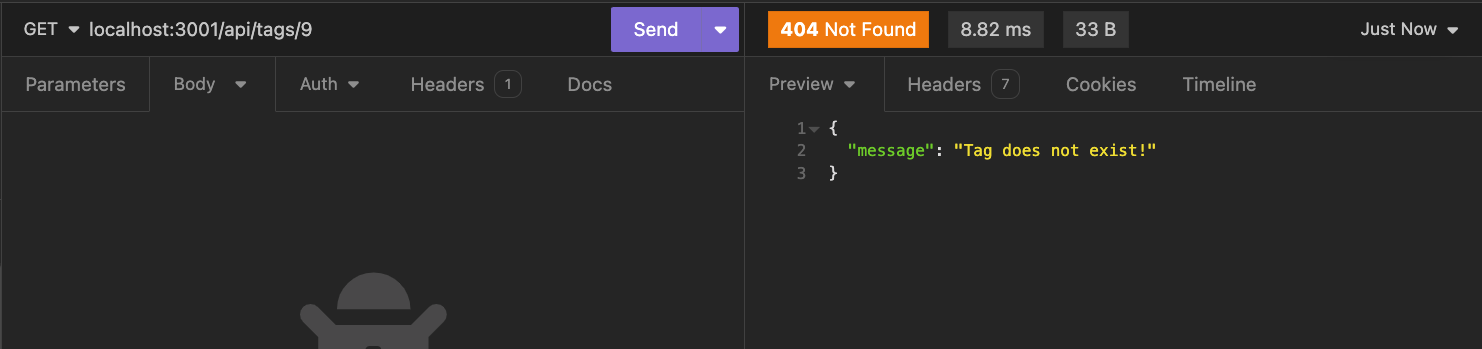 GET localhost:3001/api/tags/9 Send 404 Not Found 8.82 ms 33 B Just Now
Parameters Body Auth Headers 1 Docs Preview Headers 7 Cookies Timeline
1 {
2 "message": "Tag does not exist!"
3 }